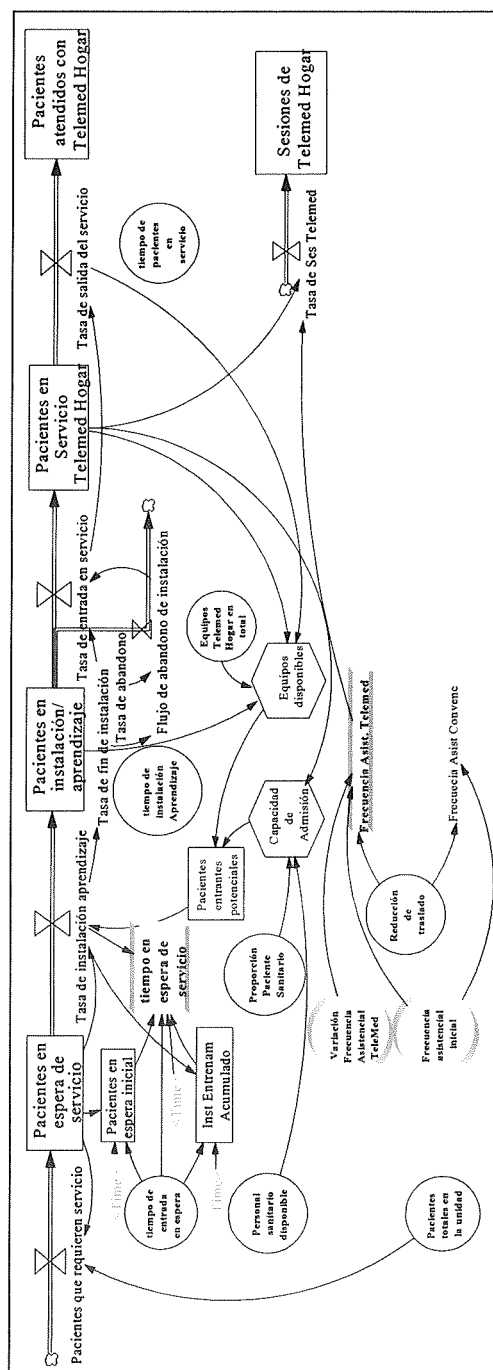 Pacientes que requieren servicio
Pacientes en
espera de
servicio
Tasa de instalación aprendizaje
Pacientes en
instalación/
aprendizaje
Tasa de fin de instalación
Tasa de abandono
Flujo de abandono de instalación
Tasa de entrada en servicio
Pacientes en
Servicio
Telemed Hogar
Tasa de salida del servicio
Pacientes
atendidos con
Telemed Hogar
tiempo de
pacientes
en
servicio
Sesiones de
Telemed Hogar
Tasa de Ses Telemed
Pacientes en
espera inicial
<Time>
tiempo de
entrada
en espera
<Time>
Inst Entrenam
Acumulado
<Time>
tiempo en
espera de
servicio
tiempo de
instalación
Aprendizaje
Pacientes
entrantes
potenciales
Equipos
Telemed
Hogar en
total
Equipos
disponibles
Capacidad
de
Admisión
Proporción
Paciente
Sanitario
Personal
sanitario
disponible
Pacientes
totales en
la unidad
Variación
Frecuencia
Asistencial
TeleMed
Frecuencia
asistencial
inicial
Reducción
de
traslado
Frecuencia Asist. Telemed
Frecuecia Asist Convenc